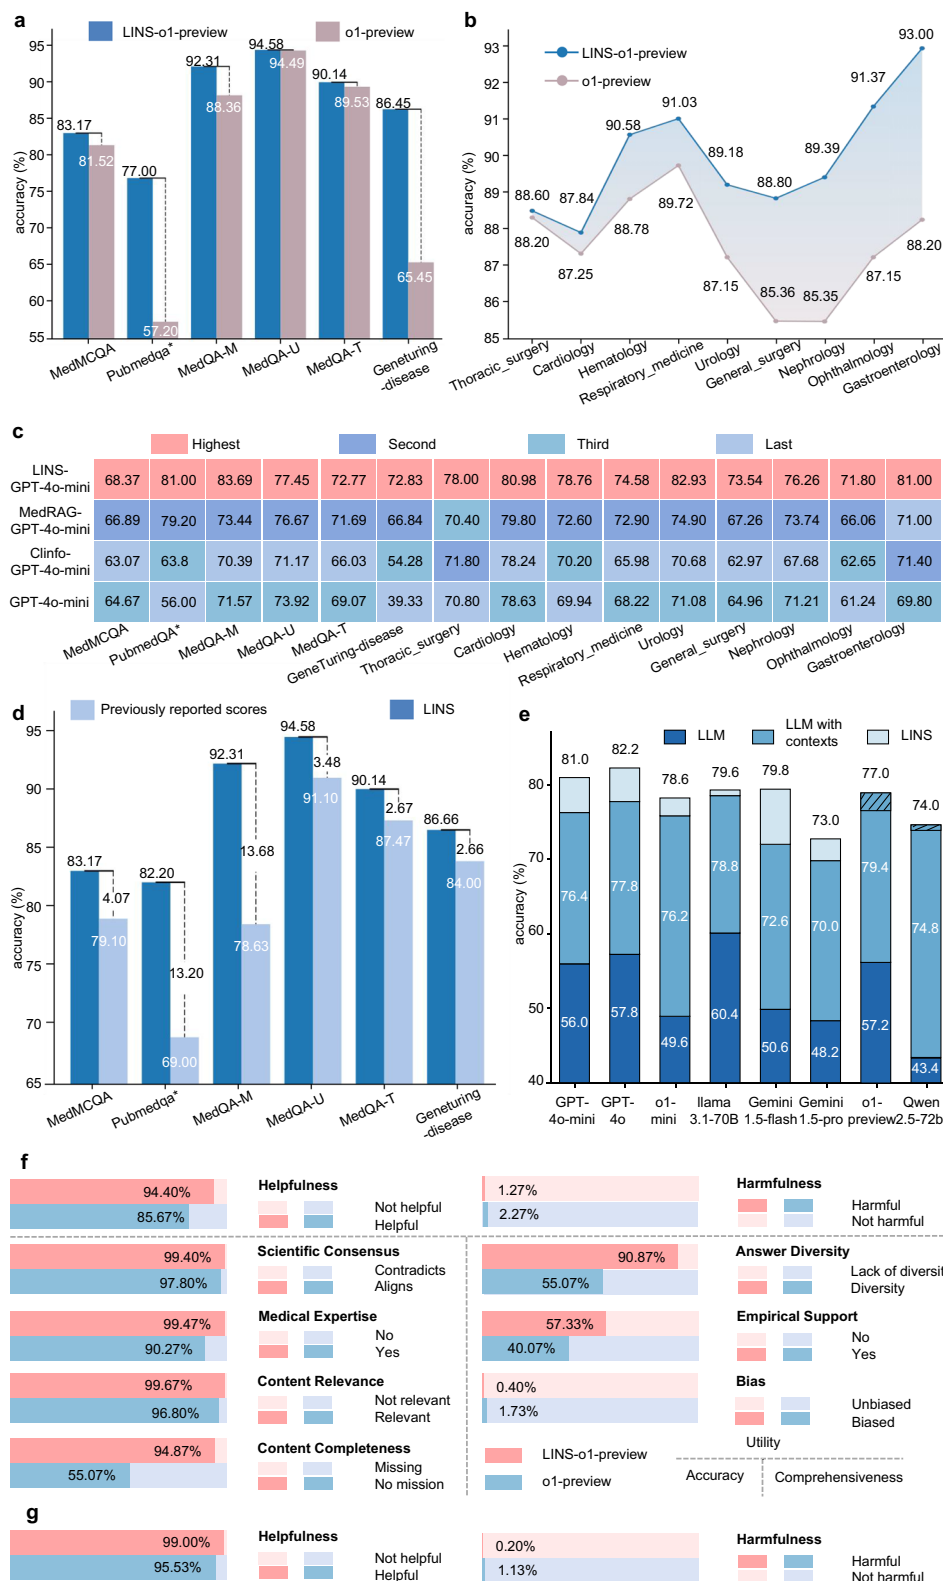 a
LINS-o1-preview
o1-preview
accuracy (%)
95
90
85
80
75
70
65
60
55
83.17
81.52
77.00
57.20
92.31
88.36
94.58
94.49
90.14
89.53
86.45
65.45
MedMCQA
Pubmedqa*
MedQA-M
MedQA-U
MedQA-T
Geneturing
-disease
b
LINS-o1-preview
o1-preview
accuracy (%)
93
92
91
90
89
88
87
86
85
88.60
87.84
90.58
91.03
89.18
88.80
89.39
91.37
93.00
88.20
87.25
88.78
89.72
87.15
85.36
85.35
87.15
88.20
Thoracic_surgery
Cardiology
Hematology
Respiratory_medicine
Urology
General_surgery
Nephrology
Ophthalmology
Gastroenterology
c
Highest
Second
Third
Last
LINS-
GPT-4o-mini
68.37 81.00 83.69 77.45 72.77 72.83 78.00 80.98 78.76 74.58 82.93 73.54 76.26 71.80 81.00
MedRAG-
GPT-4o-mini
66.89 79.20 73.44 76.67 71.69 66.84 70.40 79.80 72.60 72.90 74.90 67.26 73.74 66.06 71.00
Clinfo-
GPT-4o-mini
63.07 63.8 70.39 71.17 66.03 54.28 71.80 78.24 70.20 65.98 70.68 62.97 67.68 62.65 71.40
GPT-4o-mini
64.67 56.00 71.57 73.92 69.07 39.33 70.80 78.63 69.94 68.22 71.08 64.96 71.21 61.24 69.80
MedMCQA
PubmedQA*
MedQA-M
MedQA-U
MedQA-T
GeneTuring-disease
Thoracic_surgery
Cardiology
Hematology
Respiratory_medicine
Urology
General_surgery
Nephrology
Ophthalmology
Gastroenterology
d
Previously reported scores
LINS
accuracy (%)
95
90
85
80
75
70
65
83.17
4.07
79.10
82.20
13.20
69.00
92.31
13.68
78.63
94.58
3.48
91.10
90.14
2.67
87.47
86.66
2.66
84.00
MedMCQA
Pubmedqa*
MedQA-M
MedQA-U
MedQA-T
Geneturing
-disease
e
LLM
LLM with
contexts
LINS
accuracy (%)
80
70
60
50
40
81.0
76.4
56.0
82.2
77.8
57.8
78.6
76.2
49.6
79.6
78.8
60.4
79.8
72.6
50.6
73.0
70.0
48.2
77.0
79.4
57.2
74.0
74.8
43.4
GPT-
4o-mini
GPT-
4o
o1-
mini
llama
3.1-70B
Gemini
1.5-flash
Gemini
1.5-pro
o1-
preview
Qwen
2.5-72b
f
94.40%
85.67%
Helpfulness
Not helpful
Helpful
1.27%
2.27%
Harmfulness
Harmful
Not harmful
99.40%
97.80%
Scientific Consensus
Contradicts
Aligns
90.87%
55.07%
Answer Diversity
Lack of diversit
Diversity
99.47%
90.27%
Medical Expertise
No
Yes
57.33%
40.07%
Empirical Support
No
Yes
99.67%
96.80%
Content Relevance
Not relevant
Relevant
0.40%
1.73%
Bias
Unbiased
Biased
94.87%
55.07%
Content Completeness
Missing
No mission
LINS-o1-preview
o1-preview
Utility
Accuracy
Comprehensiveness
g
99.00%
95.53%
Helpfulness
Not helpful
Helpful
0.20%
1.13%
Harmfulness
Harmful
Not harmful